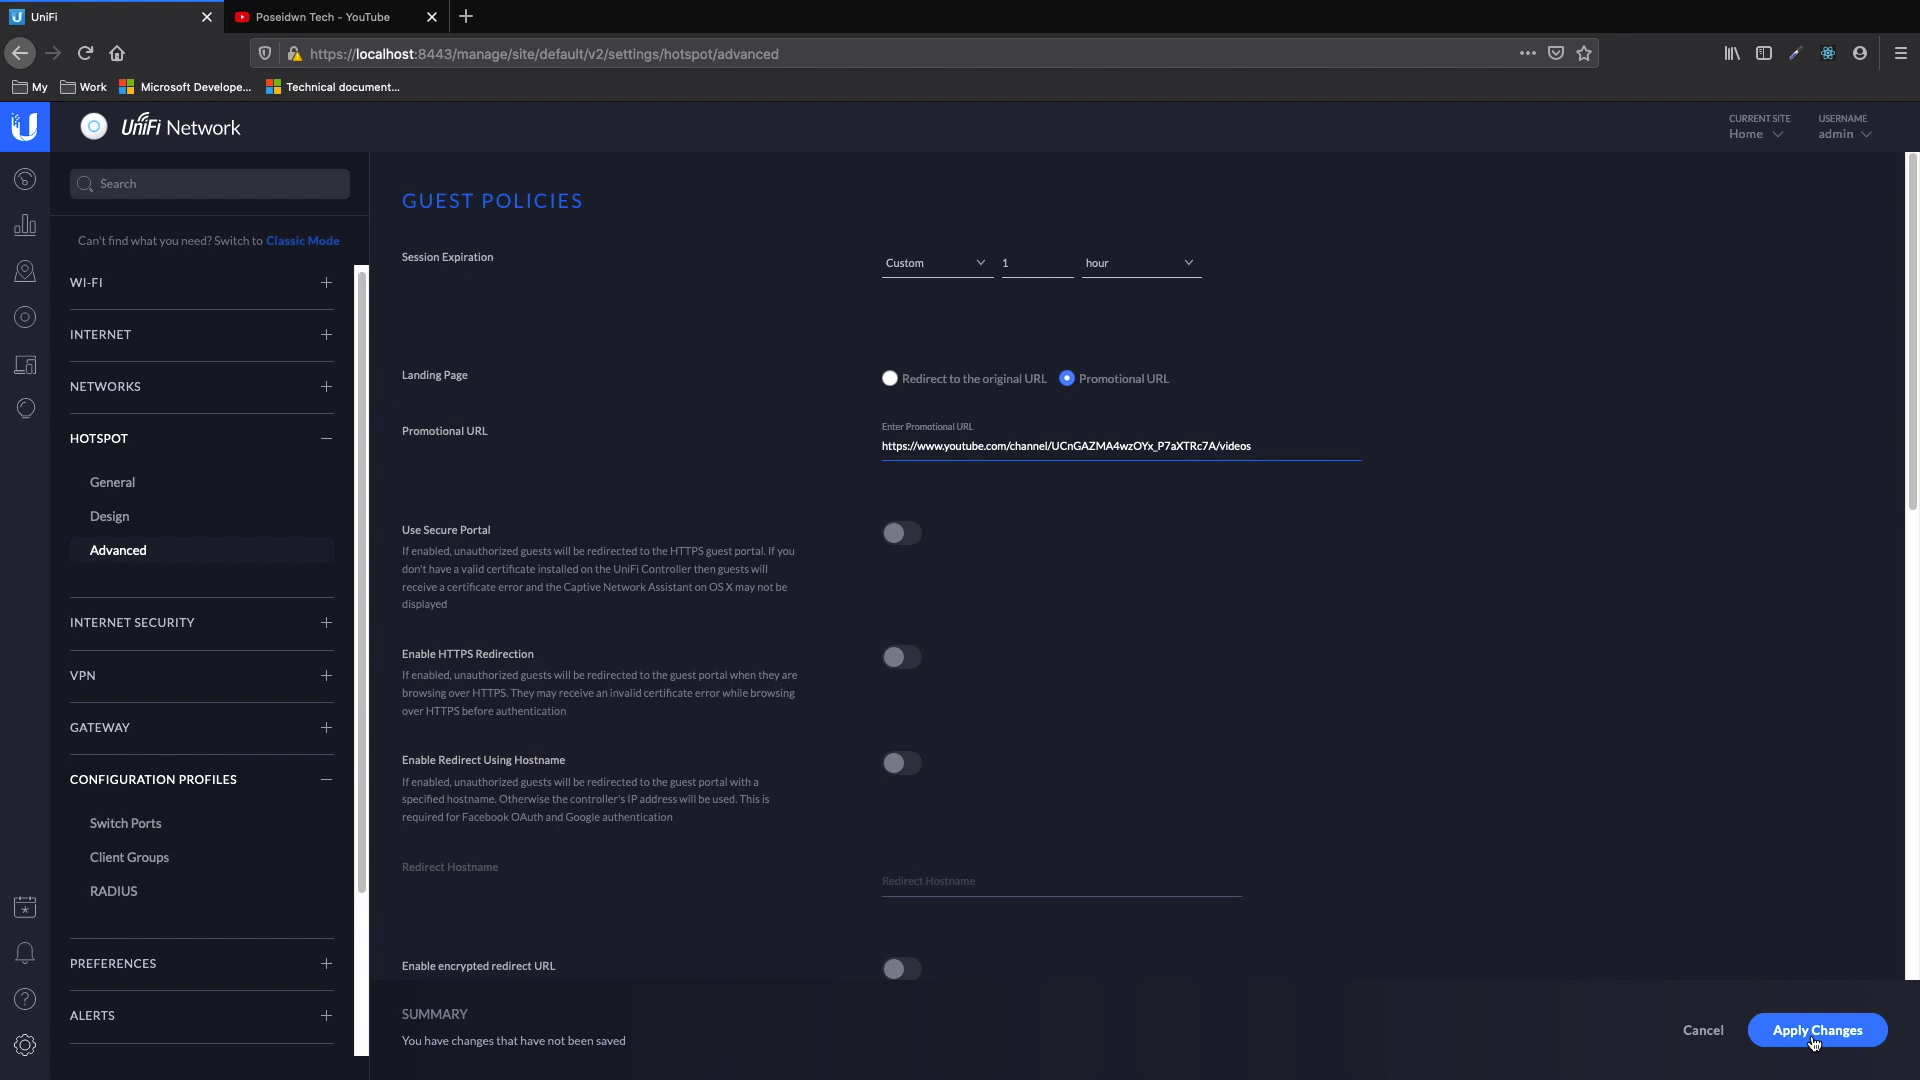 UniFi
Poseidwn Tech - YouTube
https://localhost:8443/manage/site/default/v2/settings/hotspot/advanced
My
Work
Microsoft Develope...
Technical document...
UniFi Network
CURRENT SITE
Home
USERNAME
admin
Search
Can't find what you need? Switch to Classic Mode
WI-FI
INTERNET
NETWORKS
HOTSPOT
General
Design
Advanced
INTERNET SECURITY
VPN
GATEWAY
CONFIGURATION PROFILES
Switch Ports
Client Groups
RADIUS
PREFERENCES
ALERTS
GUEST POLICIES
Session Expiration
Custom
1
hour
Landing Page
Redirect to the original URL
Promotional URL
Promotional URL
Enter Promotional URL
https://www.youtube.com/channel/UCnGAZMA4wzOYx_P7aXTRc7A/videos
Use Secure Portal
If enabled, unauthorized guests will be redirected to the HTTPS guest portal. If you
don't have a valid certificate installed on the UniFi Controller then guests will
receive a certificate error and the Captive Network Assistant on OS X may not be
displayed
Enable HTTPS Redirection
If enabled, unauthorized guests will be redirected to the guest portal when they are
browsing over HTTPS. They may receive an invalid certificate error while browsing
over HTTPS before authentication
Enable Redirect Using Hostname
If enabled, unauthorized guests will be redirected to the guest portal with a
specified hostname. Otherwise the controller's IP address will be used. This is
required for Facebook OAuth and Google authentication
Redirect Hostname
Redirect Hostname
Enable encrypted redirect URL
SUMMARY
You have changes that have not been saved
Cancel
Apply Changes